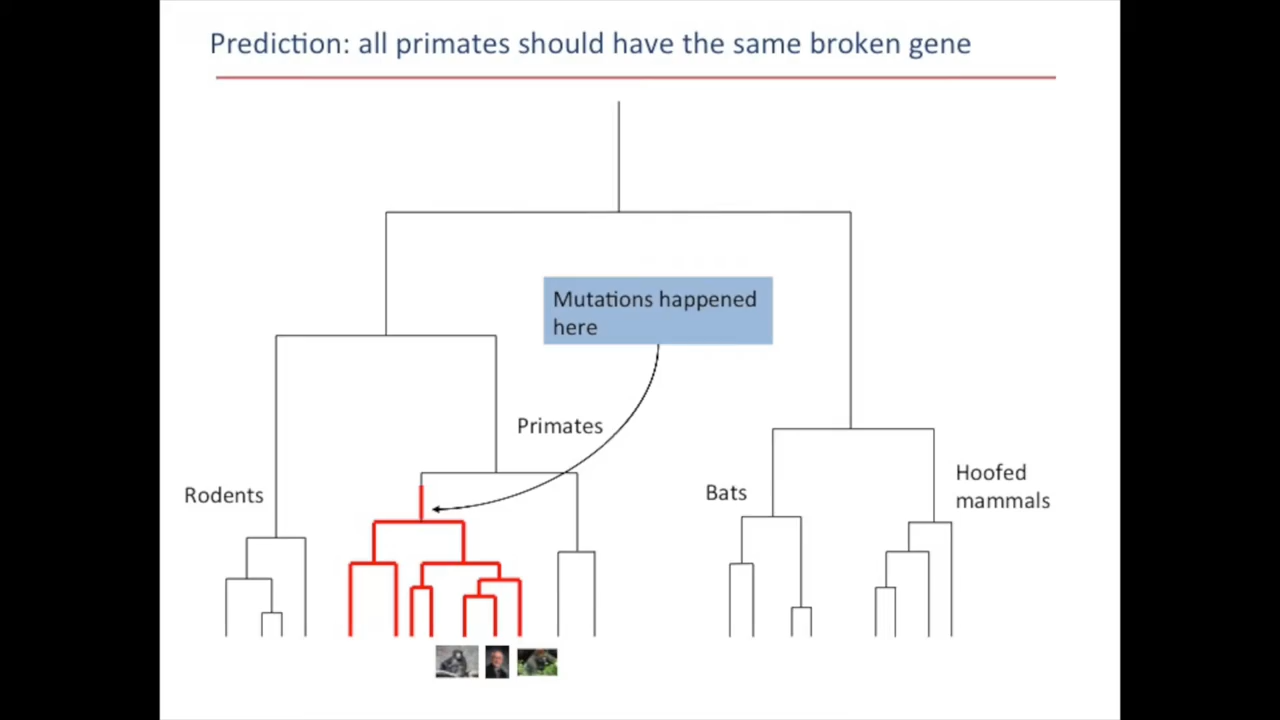 Prediction: all primates should have the same broken gene
Mutations happened
here
Primates
Rodents
Bats
Hoofed
mammals